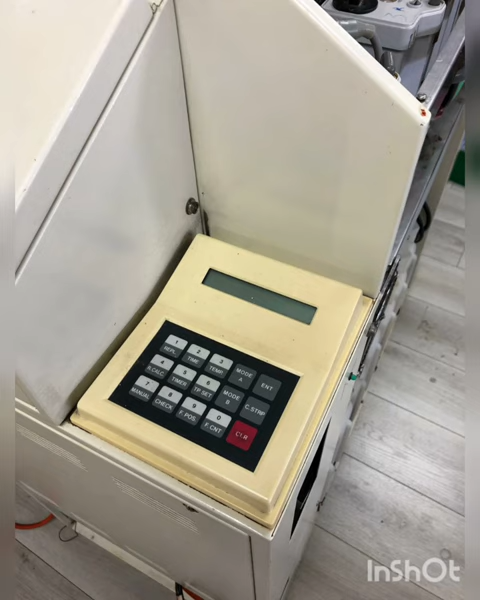 1 2 3
REPL. TIME TEMP. MODE A ENT
4 5 6
R.CALC TIMER TP.SET MODE B C.STNP
7 8 9 0
MANUAL CHECK F.POS. F.CNT CLR
InShOt